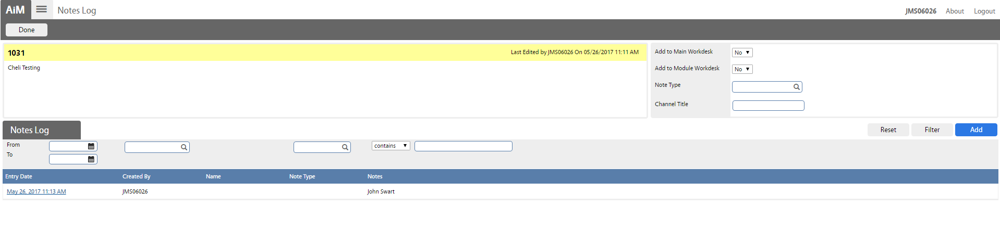 AiM Notes Log JMS06026 About Logout
Done
1031 Last Edited by JMS06026 On 05/26/2017 11:11 AM
Cheli Testing
Add to Main Workdesk No
Add to Module Workdesk No
Note Type
Channel Title
Notes Log Reset Filter Add
From contains
To
Entry Date Created By Name Note Type Notes
May 26, 2017 11:13 AM JMS06026 John Swart